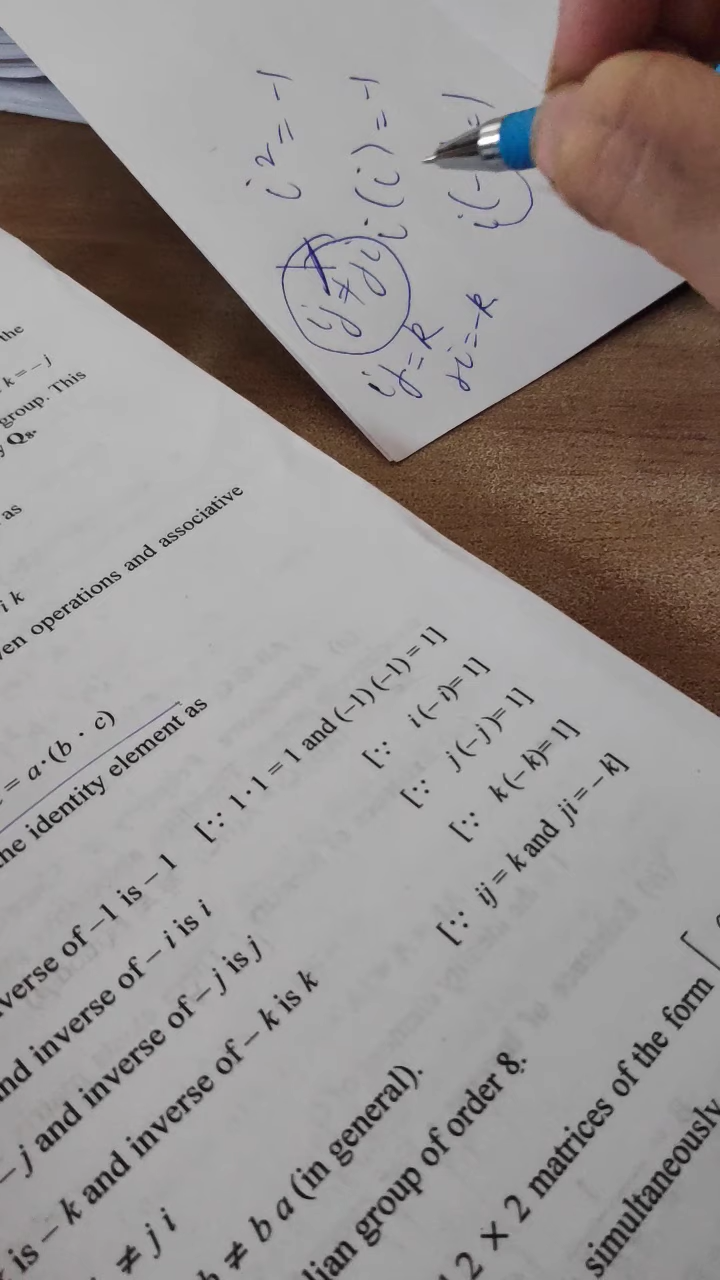 i² = -1
i(i) = -1
ij ≠ ji
ij = k
ji = -k
the
k = – j
group. This
Q₈.
as
i k
en operations and associative
= a·(b · c)
the identity element as
verse of –1 is – 1 [∵ 1 · 1 = 1 and (–1) (–1) = 1]
and inverse of – i is i [∵ i (– i) = 1]
– j and inverse of – j is j [∵ j (– j) = 1]
is – k and inverse of – k is k [∵ k (– k) = 1]
≠ j i [∵ ij = k and ji = – k]
≠ b a (in general).
lian group of order 8.
2 × 2 matrices of the form [
simultaneously